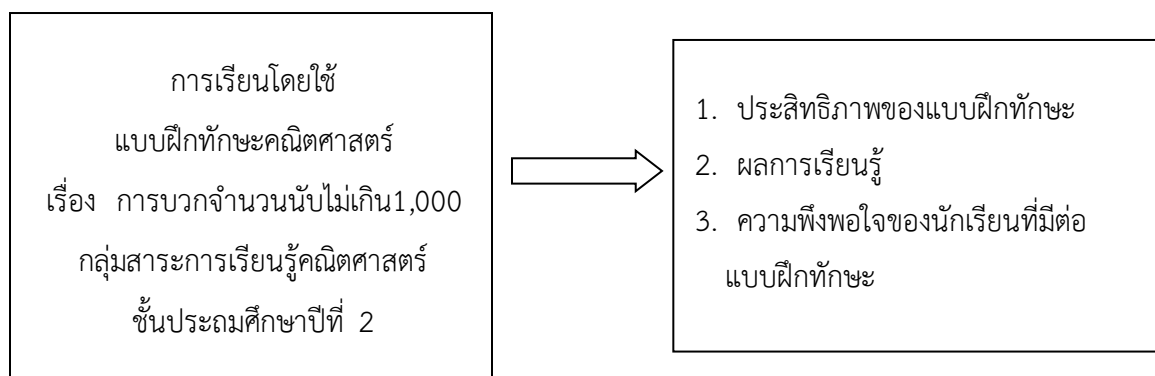 การเรียนโดยใช้
แบบฝึกทักษะคณิตศาสตร์
เรื่อง การบวกจำนวนนับไม่เกิน1,000
กลุ่มสาระการเรียนรู้คณิตศาสตร์
ชั้นประถมศึกษาปีที่ 2
1. ประสิทธิภาพของแบบฝึกทักษะ
2. ผลการเรียนรู้
3. ความพึงพอใจของนักเรียนที่มีต่อ
แบบฝึกทักษะ